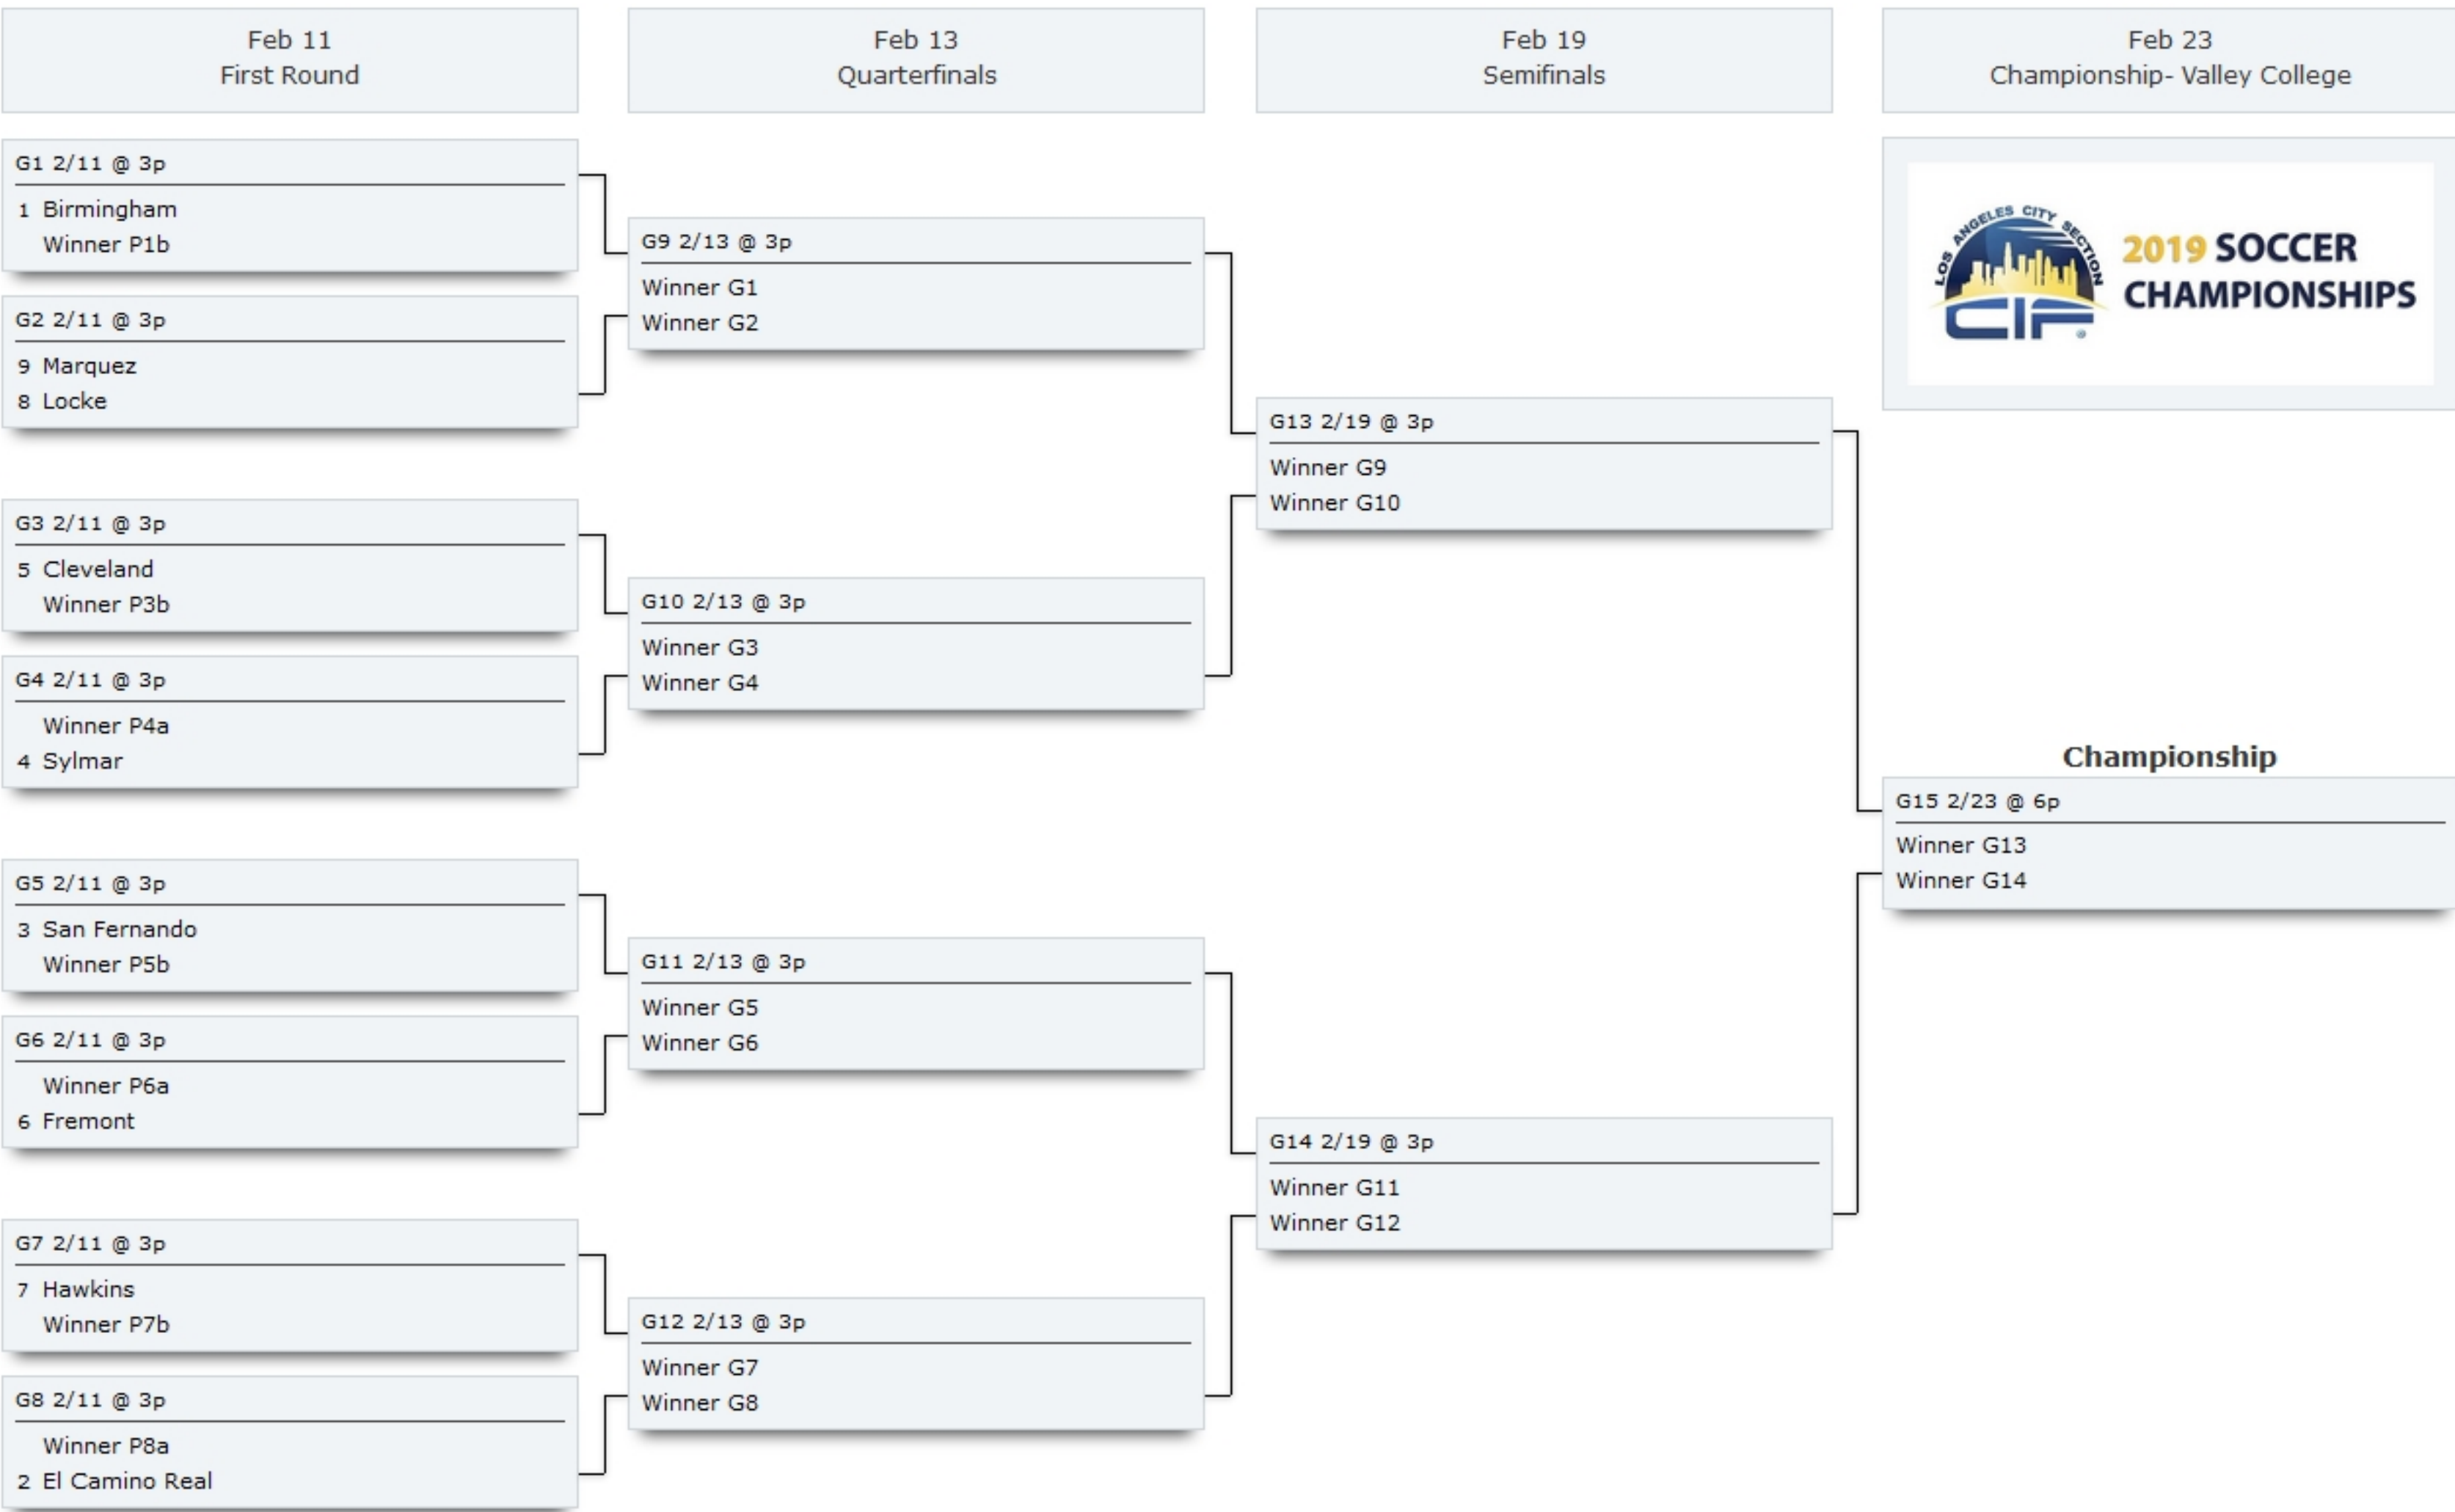 Feb 11
First Round
Feb 13
Quarterfinals
Feb 19
Semifinals
Feb 23
Championship- Valley College
G1 2/11 @ 3p
1 Birmingham
Winner P1b
G2 2/11 @ 3p
9 Marquez
8 Locke
G3 2/11 @ 3p
5 Cleveland
Winner P3b
G4 2/11 @ 3p
Winner P4a
4 Sylmar
G5 2/11 @ 3p
3 San Fernando
Winner P5b
G6 2/11 @ 3p
Winner P6a
6 Fremont
G7 2/11 @ 3p
7 Hawkins
Winner P7b
G8 2/11 @ 3p
Winner P8a
2 El Camino Real
G9 2/13 @ 3p
Winner G1
Winner G2
G10 2/13 @ 3p
Winner G3
Winner G4
G11 2/13 @ 3p
Winner G5
Winner G6
G12 2/13 @ 3p
Winner G7
Winner G8
G13 2/19 @ 3p
Winner G9
Winner G10
G14 2/19 @ 3p
Winner G11
Winner G12
LOS ANGELES CITY SECTION
CIF®
2019 SOCCER
CHAMPIONSHIPS
Championship
G15 2/23 @ 6p
Winner G13
Winner G14